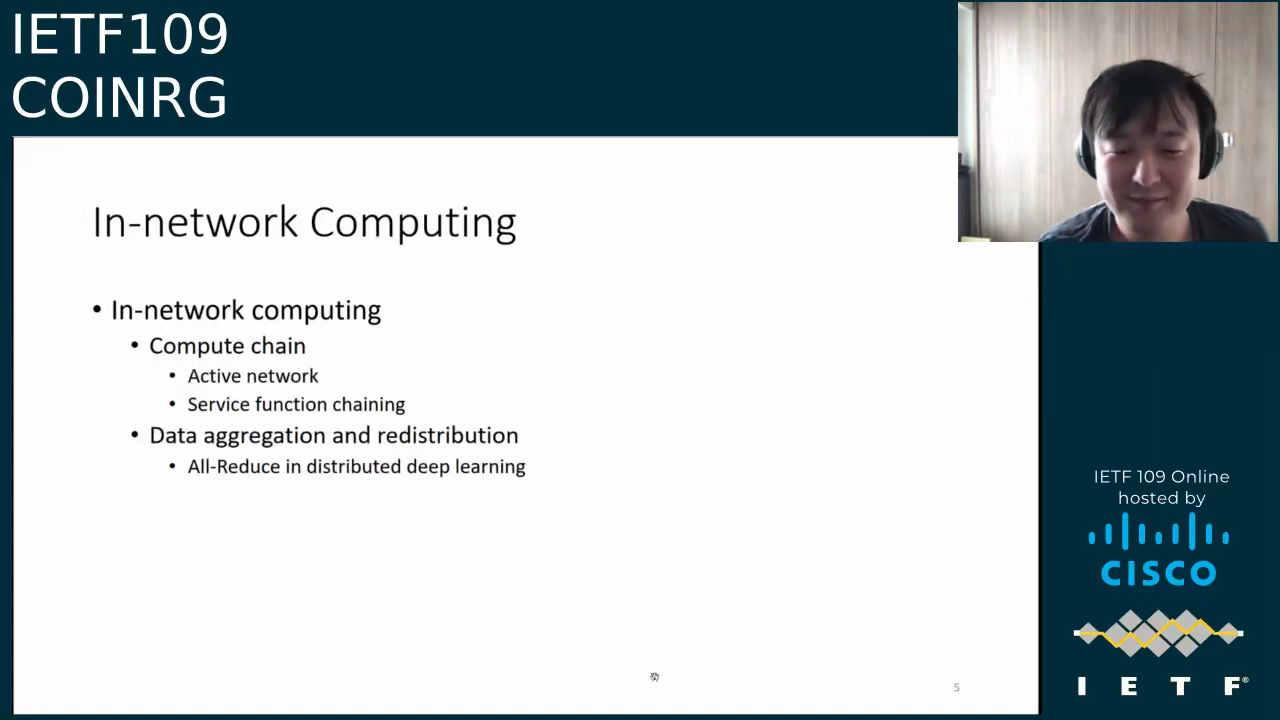 IETF109
COINRG
In-network Computing
• In-network computing
• Compute chain
• Active network
• Service function chaining
• Data aggregation and redistribution
• All-Reduce in distributed deep learning
5
IETF 109 Online
hosted by
CISCO
I E T F®